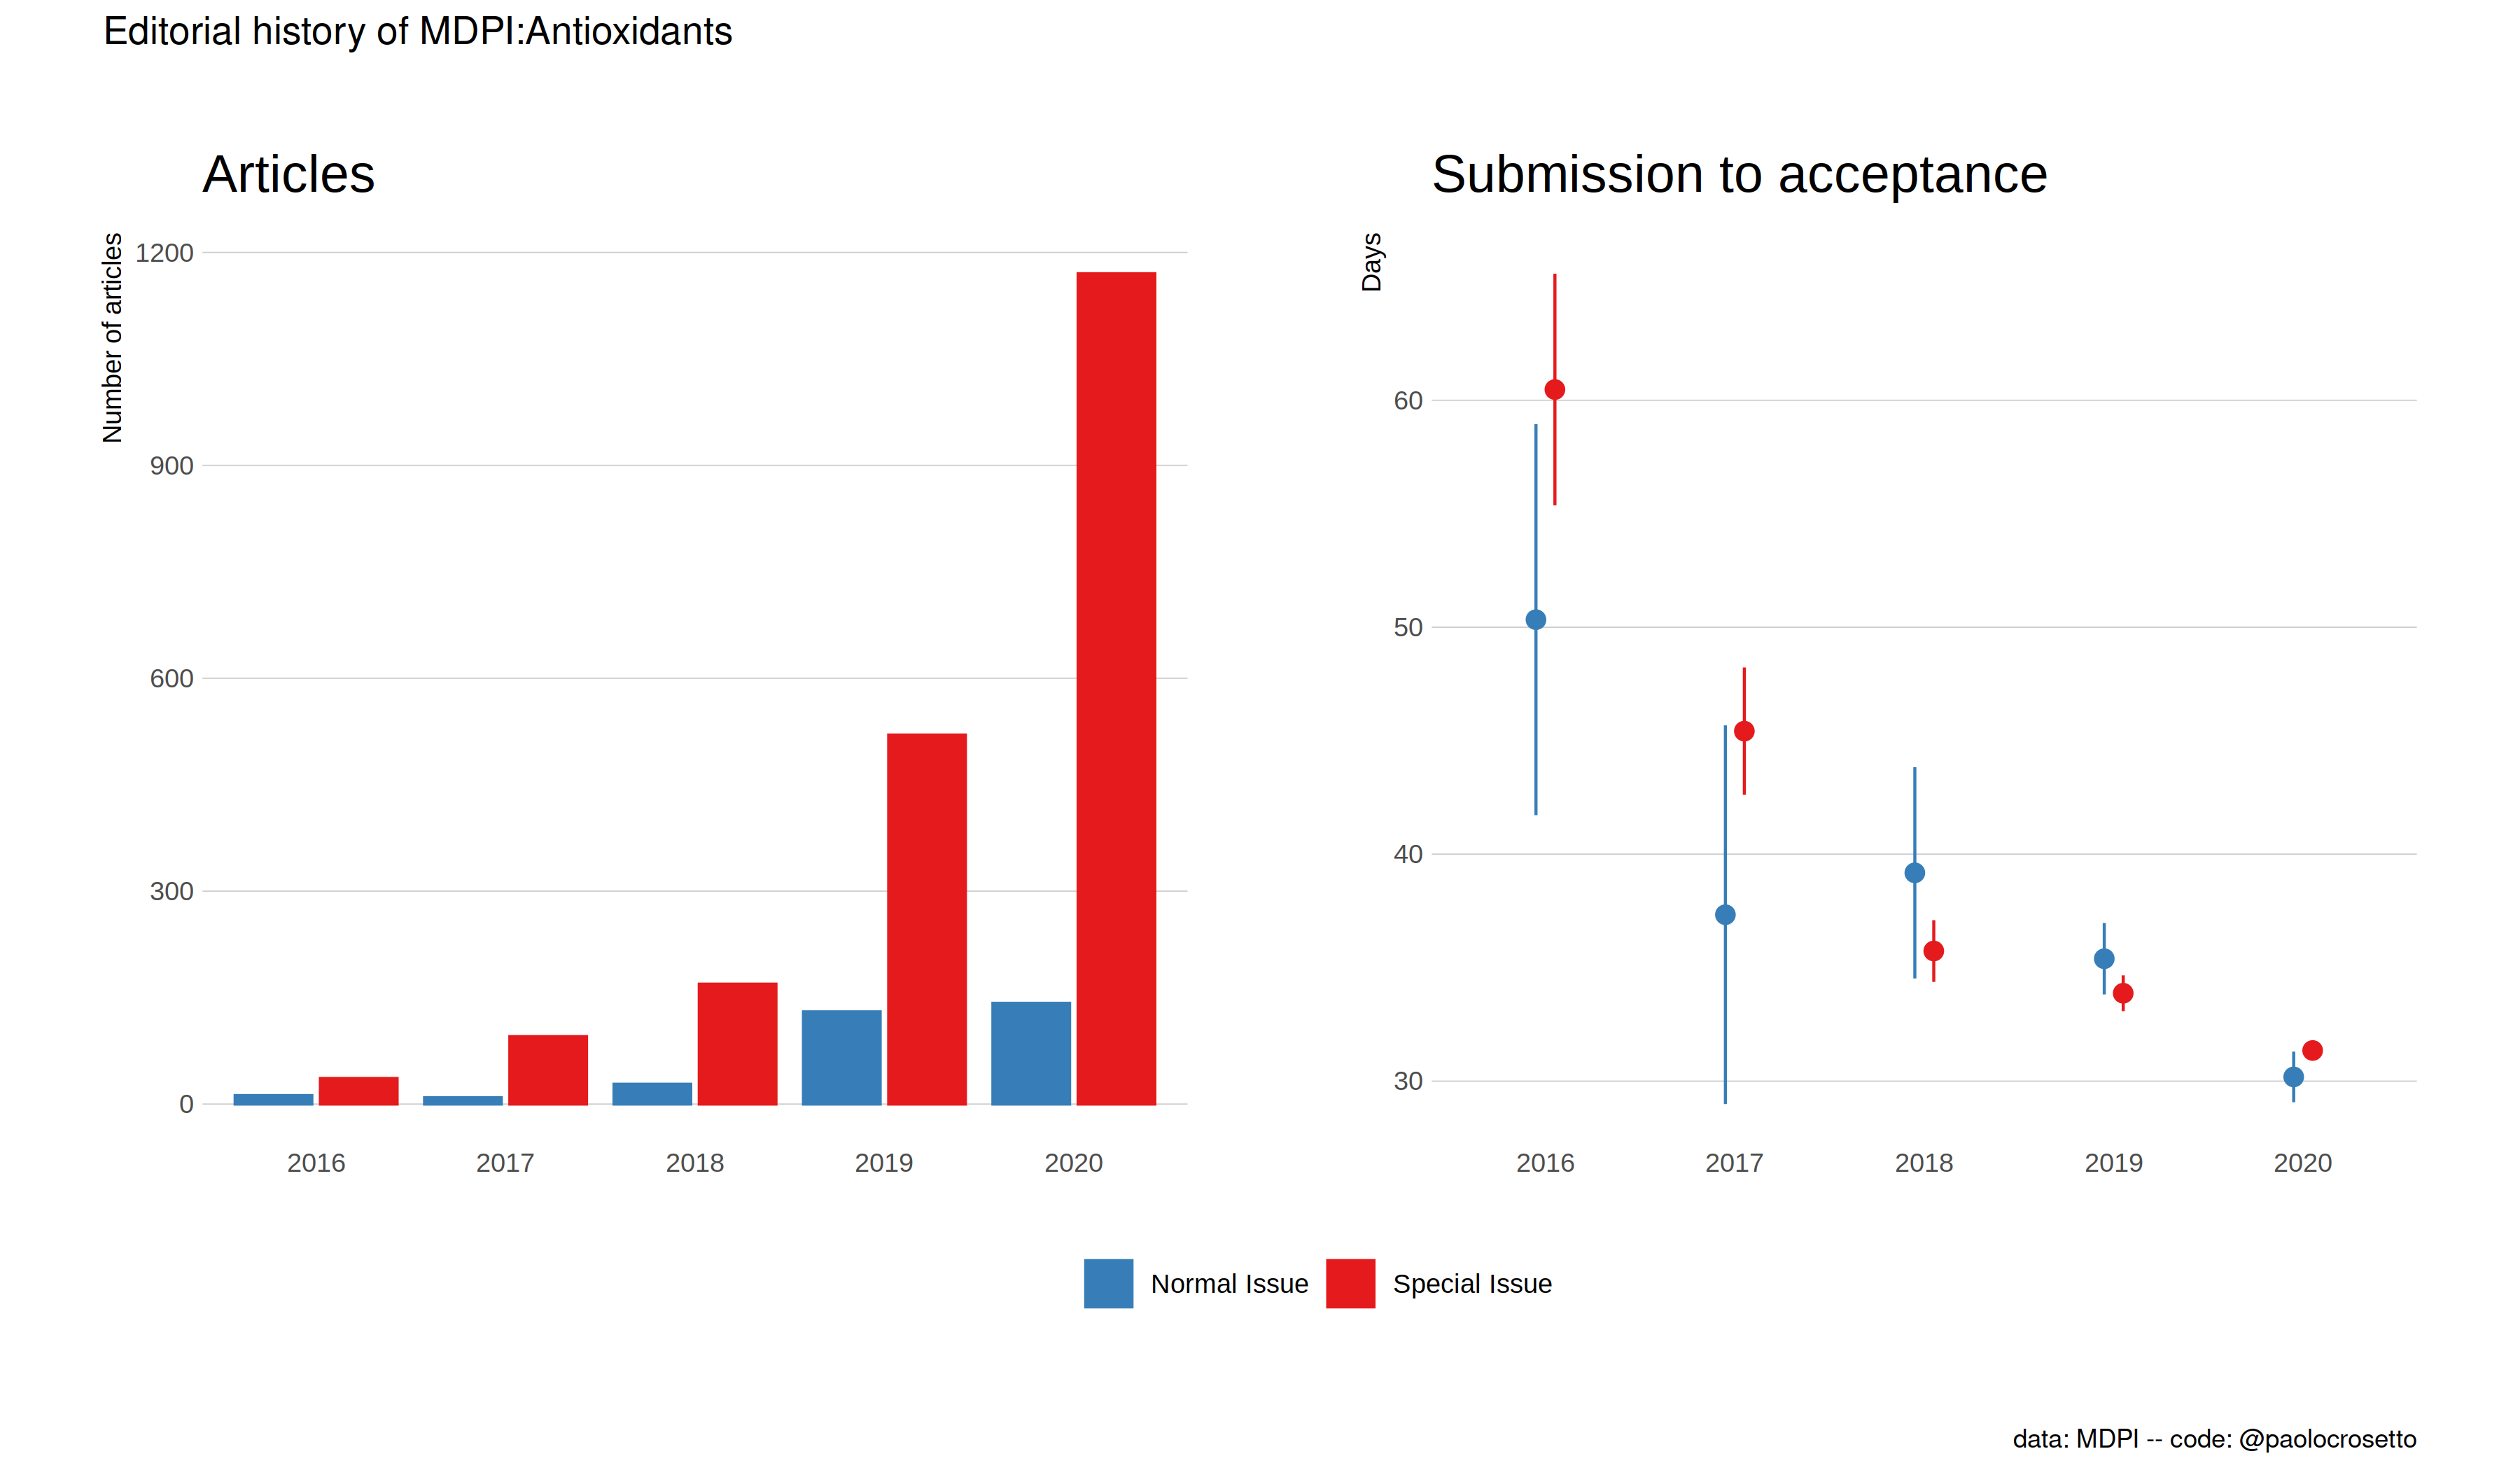 Editorial history of MDPI:Antioxidants
Articles
Number of articles
1200
900
600
300
0
2016 2017 2018 2019 2020
Submission to acceptance
Days
60
50
40
30
2016 2017 2018 2019 2020
Normal Issue Special Issue
data: MDPI -- code: @paolocrosetto